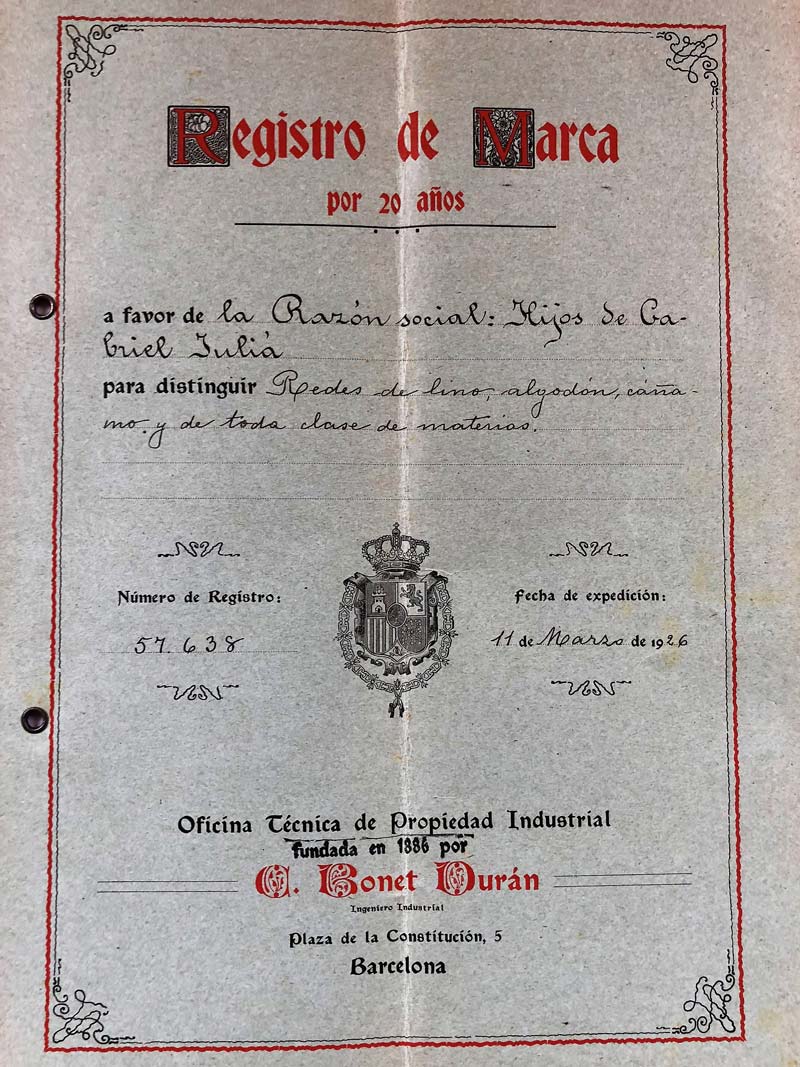 Registro de Marca
por 20 años
a favor de la Razón social: Hijos de Ga-
briel Juliá
para distinguir Redes de lino, algodón, cáña-
mo y de toda clase de materias.
Número de Registro:
57.638
Fecha de expedición:
11 de Marzo de 1926
Oficina Técnica de Propiedad Industrial
fundada en 1886 por
G. Bonet Durán
Ingeniero Industrial
Plaza de la Constitución, 5
Barcelona